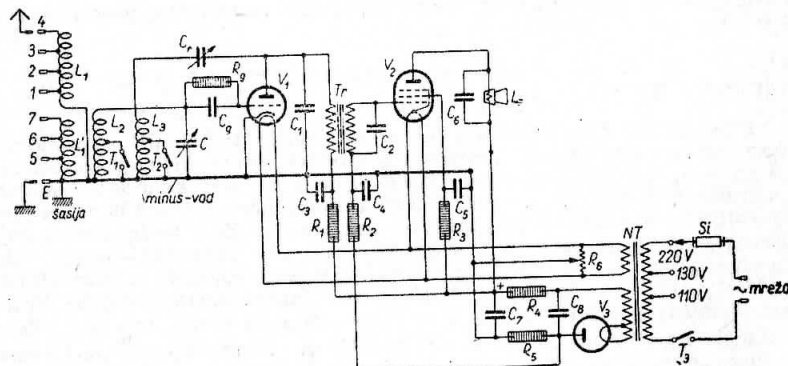 4
3
2
1
L₁
7
6
5
L₁'
E
šasija
L₂
T₁
L₃
T₂
minus-vod
Cᵣ
R_g
C_g
C
V₁
C₁
C₃
R₁
Tr
C₂
C₄
R₂
V₂
C₅
R₃
C₆
L
R₆
NT
Si
220 V
130 V
110 V
~ mreža
T₃
+
R₄
C₇
C₈
R₅
V₃